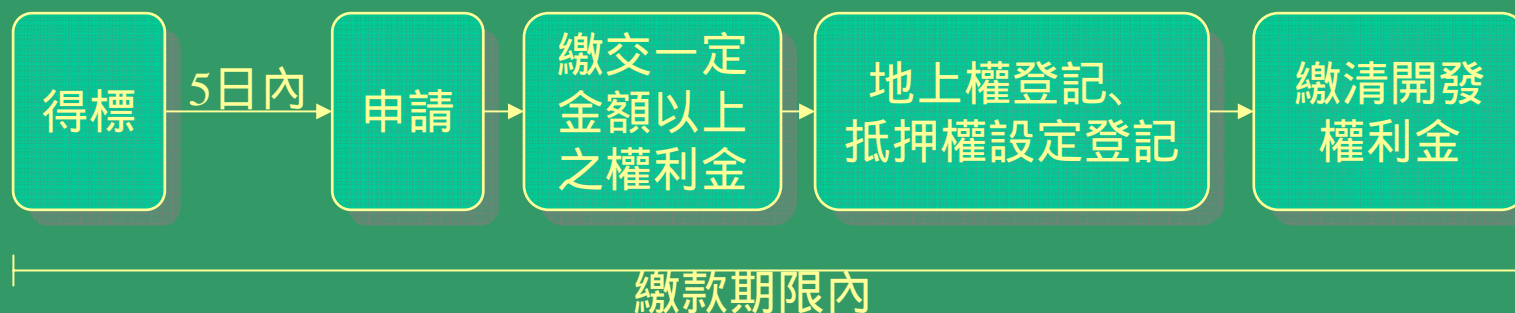 得標
5日內
申請
繳交一定
金額以上
之權利金
地上權登記、
抵押權設定登記
繳清開發
權利金
繳款期限內